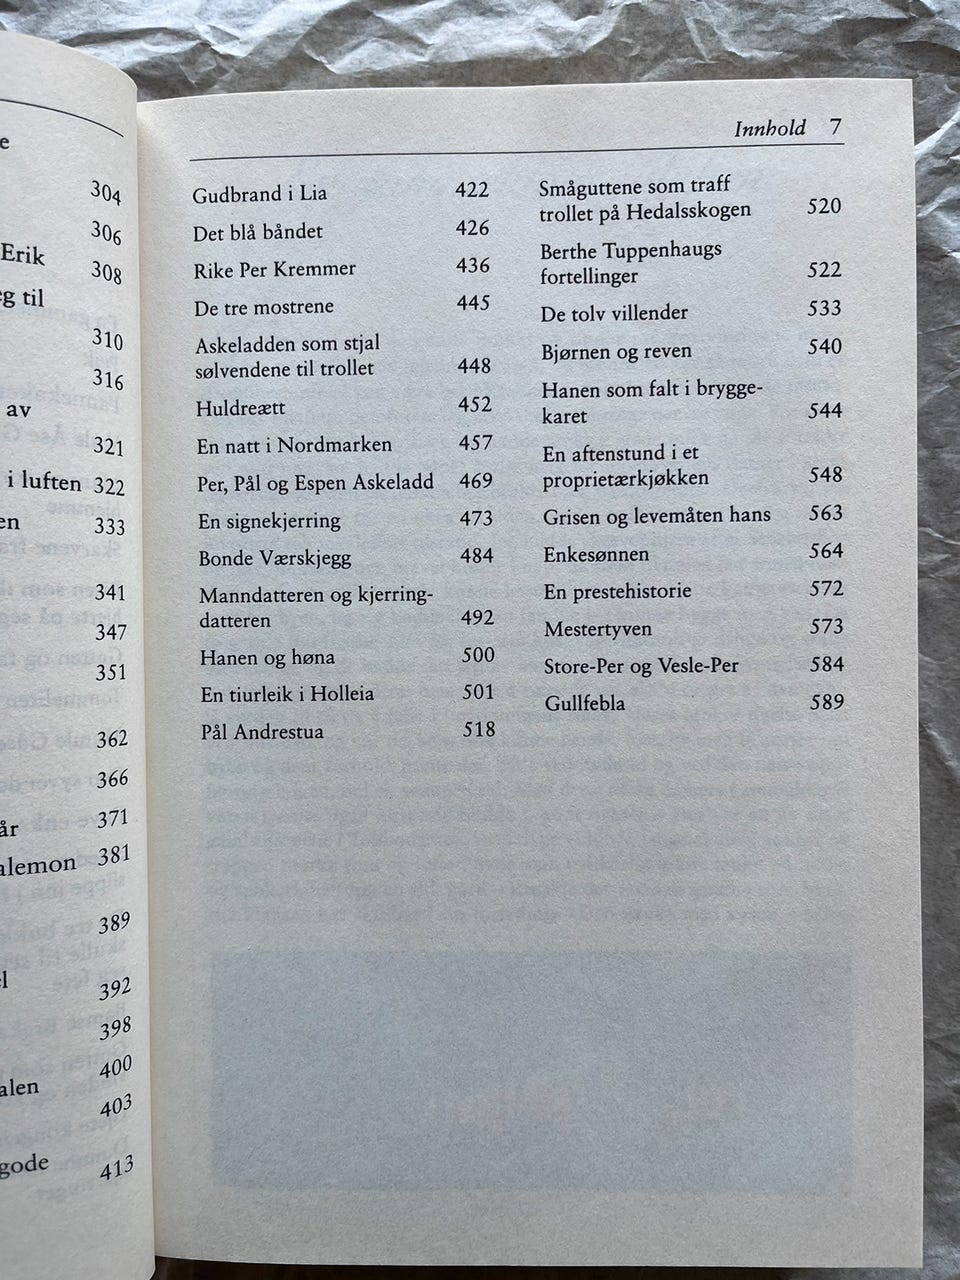 e
304
306
Erik
308
g til
310
316
av
321
i luften 322
en
333
341
347
351
362
366
år 371
alemon 381
389
el
392
398
400
alen
403
gode
413
Innhold 7
Gudbrand i Lia 422
Det blå båndet 426
Rike Per Kremmer 436
De tre mostrene 445
Askeladden som stjal
sølvendene til trollet 448
Huldreætt 452
En natt i Nordmarken 457
Per, Pål og Espen Askeladd 469
En signekjerring 473
Bonde Værskjegg 484
Manndatteren og kjerring-
datteren 492
Hanen og høna 500
En tiurleik i Holleia 501
Pål Andrestua 518
Småguttene som traff
trollet på Hedalsskogen 520
Berthe Tuppenhaugs
fortellinger 522
De tolv villender 533
Bjørnen og reven 540
Hanen som falt i brygge-
karet 544
En aftenstund i et
proprietærkjøkken 548
Grisen og levemåten hans 563
Enkesønnen 564
En prestehistorie 572
Mestertyven 573
Store-Per og Vesle-Per 584
Gullfebla 589